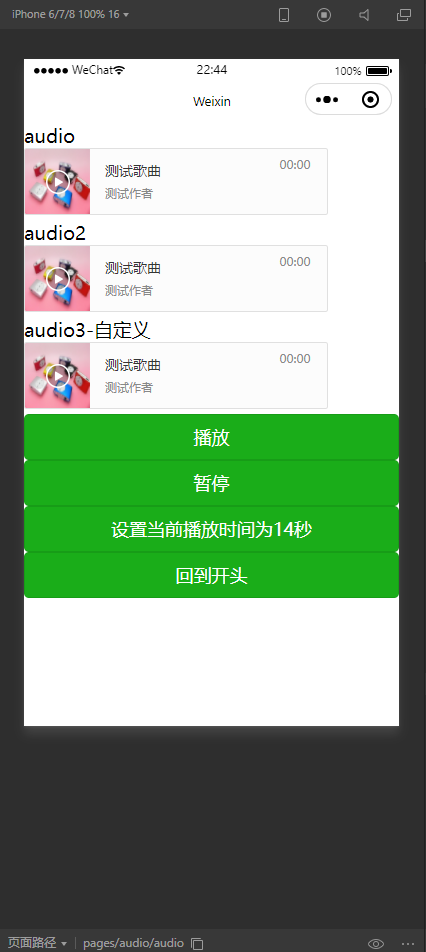 iPhone 6/7/8 100% 16
WeChat 22:44 100%
Weixin
audio
测试歌曲 00:00
测试作者
audio2
测试歌曲 00:00
测试作者
audio3-自定义
测试歌曲 00:00
测试作者
播放
暂停
设置当前播放时间为14秒
回到开头
页面路径 pages/audio/audio